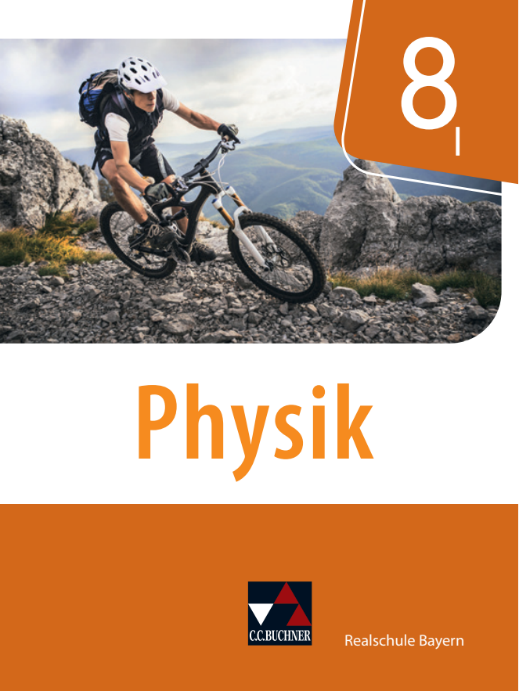 8
I
Physik
C.C.BUCHNER
Realschule Bayern